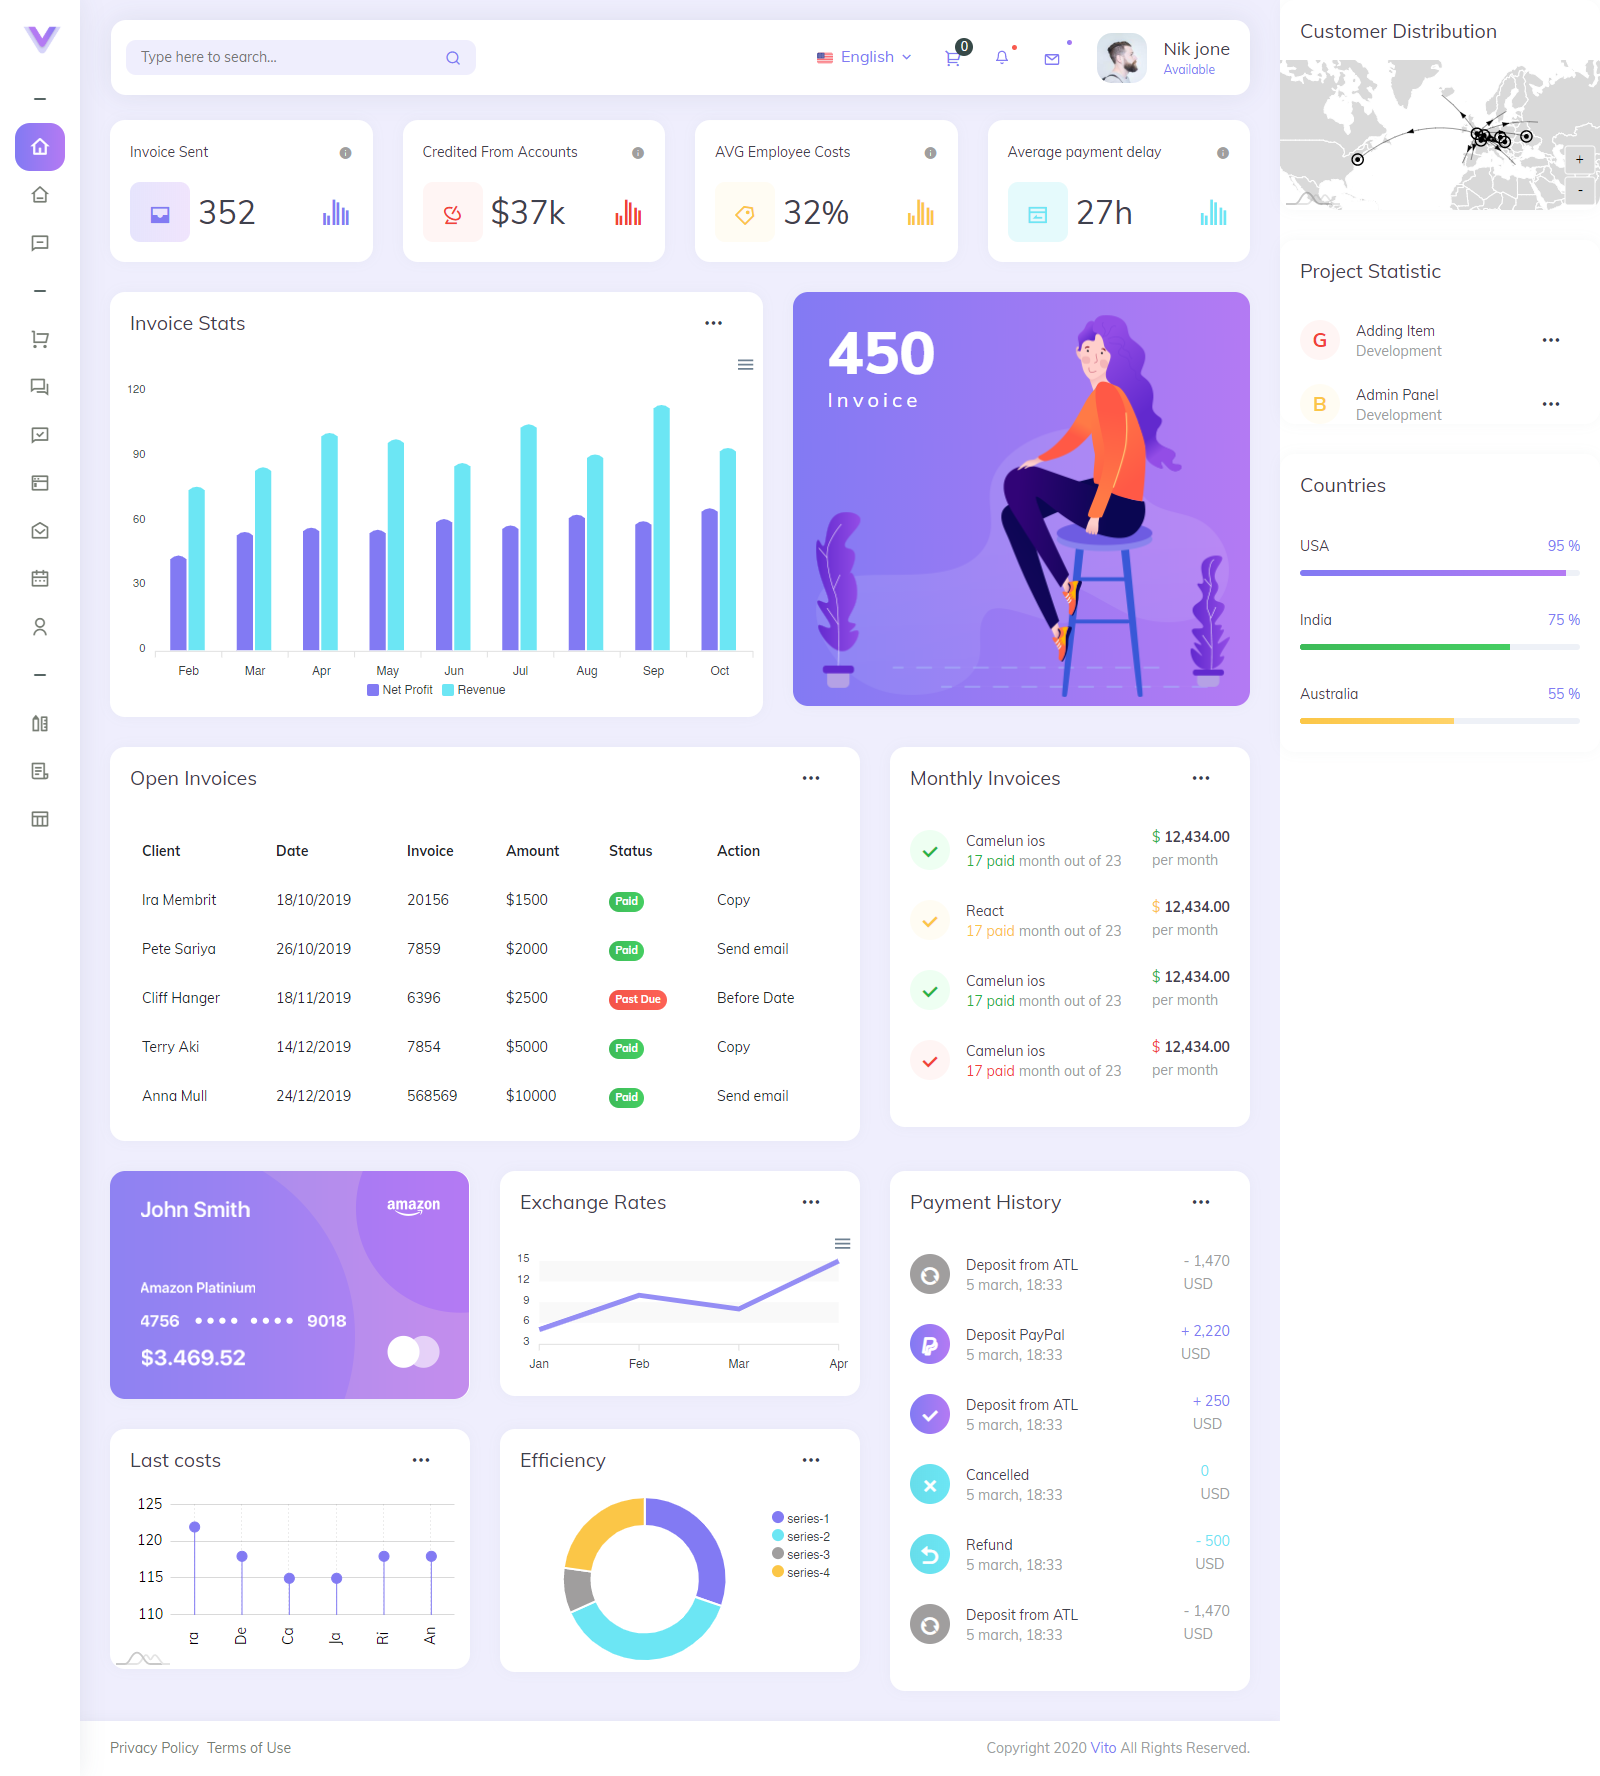 Type here to search...
English
0
Nik jone
Available
Customer Distribution
+
-
Invoice Sent
352
Credited From Accounts
$37k
AVG Employee Costs
32%
Average payment delay
27h
Project Statistic
G
Adding Item
Development
B
Admin Panel
Development
Invoice Stats
120
90
60
30
0
Feb Mar Apr May Jun Jul Aug Sep Oct
Net Profit Revenue
450
Invoice
Countries
USA 95 %
India 75 %
Australia 55 %
Open Invoices
Client Date Invoice Amount Status Action
Ira Membrit 18/10/2019 20156 $1500 Paid Copy
Pete Sariya 26/10/2019 7859 $2000 Paid Send email
Cliff Hanger 18/11/2019 6396 $2500 Past Due Before Date
Terry Aki 14/12/2019 7854 $5000 Paid Copy
Anna Mull 24/12/2019 568569 $10000 Paid Send email
Monthly Invoices
Camelun ios $ 12,434.00
17 paid month out of 23 per month
React $ 12,434.00
17 paid month out of 23 per month
Camelun ios $ 12,434.00
17 paid month out of 23 per month
Camelun ios $ 12,434.00
17 paid month out of 23 per month
John Smith
amazon
Amazon Platinium
4756 •••• •••• 9018
$3.469.52
Exchange Rates
15
12
9
6
3
Jan Feb Mar Apr
Payment History
Deposit from ATL - 1,470
5 march, 18:33 USD
Deposit PayPal + 2,220
5 march, 18:33 USD
Deposit from ATL + 250
5 march, 18:33 USD
Cancelled 0
5 march, 18:33 USD
Refund - 500
5 march, 18:33 USD
Deposit from ATL - 1,470
5 march, 18:33 USD
Last costs
125
120
115
110
ra De Ca Ja Ri An
Efficiency
series-1
series-2
series-3
series-4
Privacy Policy Terms of Use
Copyright 2020 Vito All Rights Reserved.